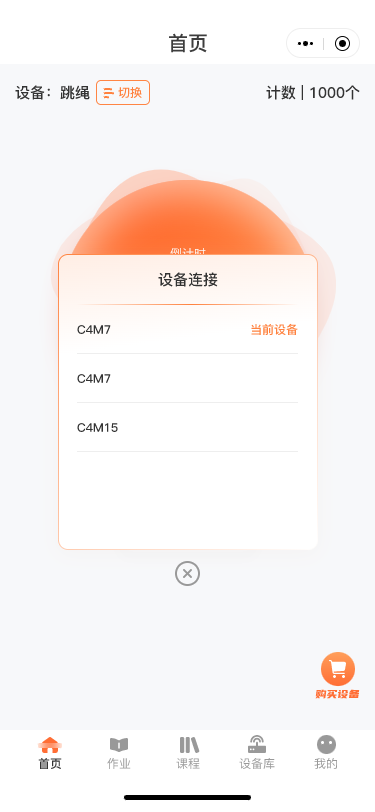 首页
设备：跳绳 切换 计数 | 1000个
倒计时
设备连接
C4M7 当前设备
C4M7
C4M15
购买设备
首页 作业 课程 设备库 我的